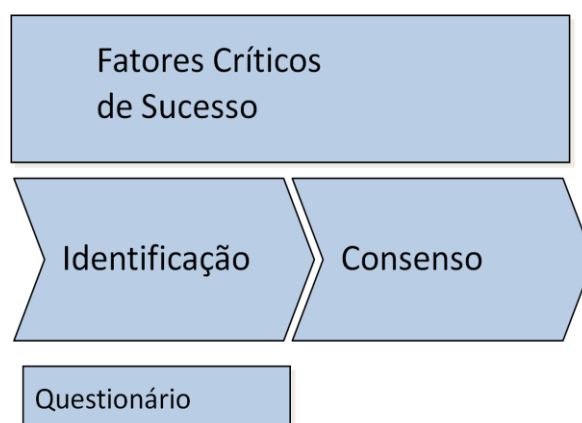 Fatores Críticos
de Sucesso
Identificação
Consenso
Questionário